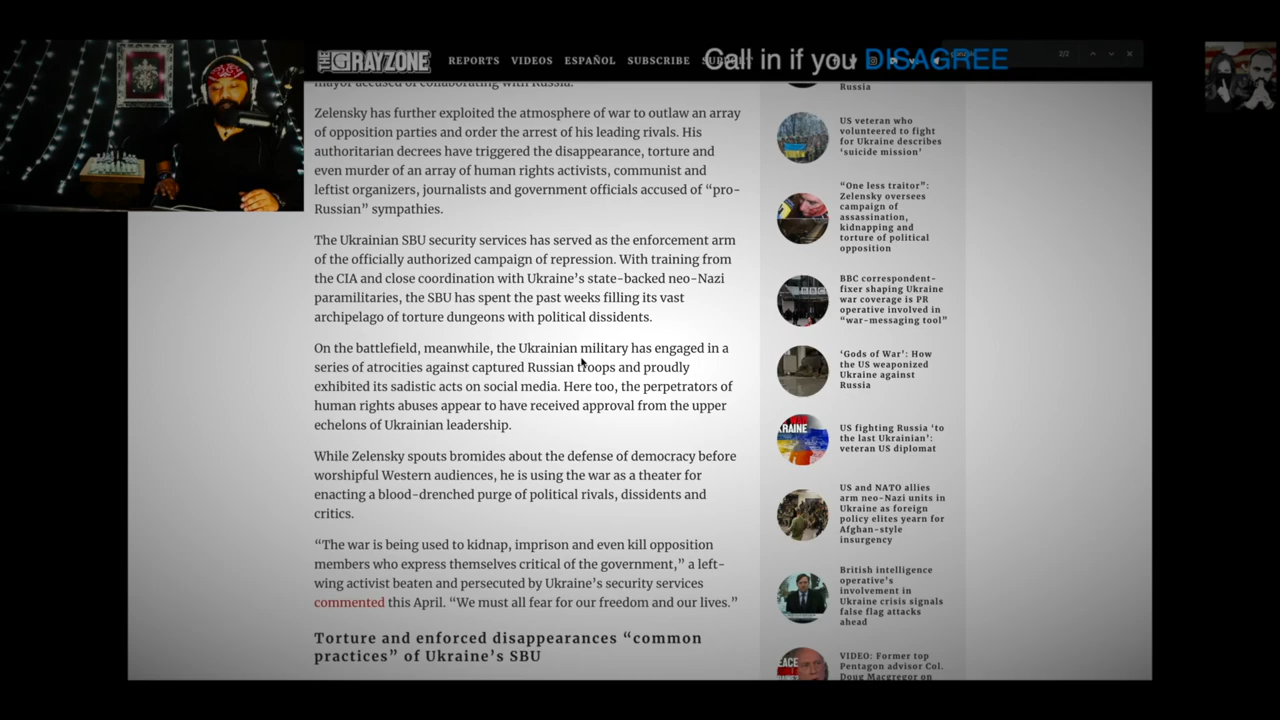 THE GRAYZONE
REPORTS VIDEOS ESPAÑOL SUBSCRIBE
Call in if you DISAGREE
2/2
mayor accused of collaborating with Russia.
Zelensky has further exploited the atmosphere of war to outlaw an array
of opposition parties and order the arrest of his leading rivals. His
authoritarian decrees have triggered the disappearance, torture and
even murder of an array of human rights activists, communist and
leftist organizers, journalists and government officials accused of “pro-
Russian” sympathies.
The Ukrainian SBU security services has served as the enforcement arm
of the officially authorized campaign of repression. With training from
the CIA and close coordination with Ukraine’s state-backed neo-Nazi
paramilitaries, the SBU has spent the past weeks filling its vast
archipelago of torture dungeons with political dissidents.
On the battlefield, meanwhile, the Ukrainian military has engaged in a
series of atrocities against captured Russian troops and proudly
exhibited its sadistic acts on social media. Here too, the perpetrators of
human rights abuses appear to have received approval from the upper
echelons of Ukrainian leadership.
While Zelensky spouts bromides about the defense of democracy before
worshipful Western audiences, he is using the war as a theater for
enacting a blood-drenched purge of political rivals, dissidents and
critics.
“The war is being used to kidnap, imprison and even kill opposition
members who express themselves critical of the government,” a left-
wing activist beaten and persecuted by Ukraine’s security services
commented this April. “We must all fear for our freedom and our lives.”
Torture and enforced disappearances “common
practices” of Ukraine’s SBU
Russia
US veteran who
volunteered to fight
for Ukraine describes
‘suicide mission’
“One less traitor”:
Zelensky oversees
campaign of
assassination,
kidnapping and
torture of political
opposition
BBC correspondent-
fixer shaping Ukraine
war coverage is PR
operative involved in
“war-messaging tool”
‘Gods of War’: How
the US weaponized
Ukraine against
Russia
US fighting Russia ‘to
the last Ukrainian’:
veteran US diplomat
US and NATO allies
arm neo-Nazi units in
Ukraine as foreign
policy elites yearn for
Afghan-style
insurgency
British intelligence
operative’s
involvement in
Ukraine crisis signals
false flag attacks
ahead
VIDEO: Former top
Pentagon advisor Col.
Doug Macgregor on